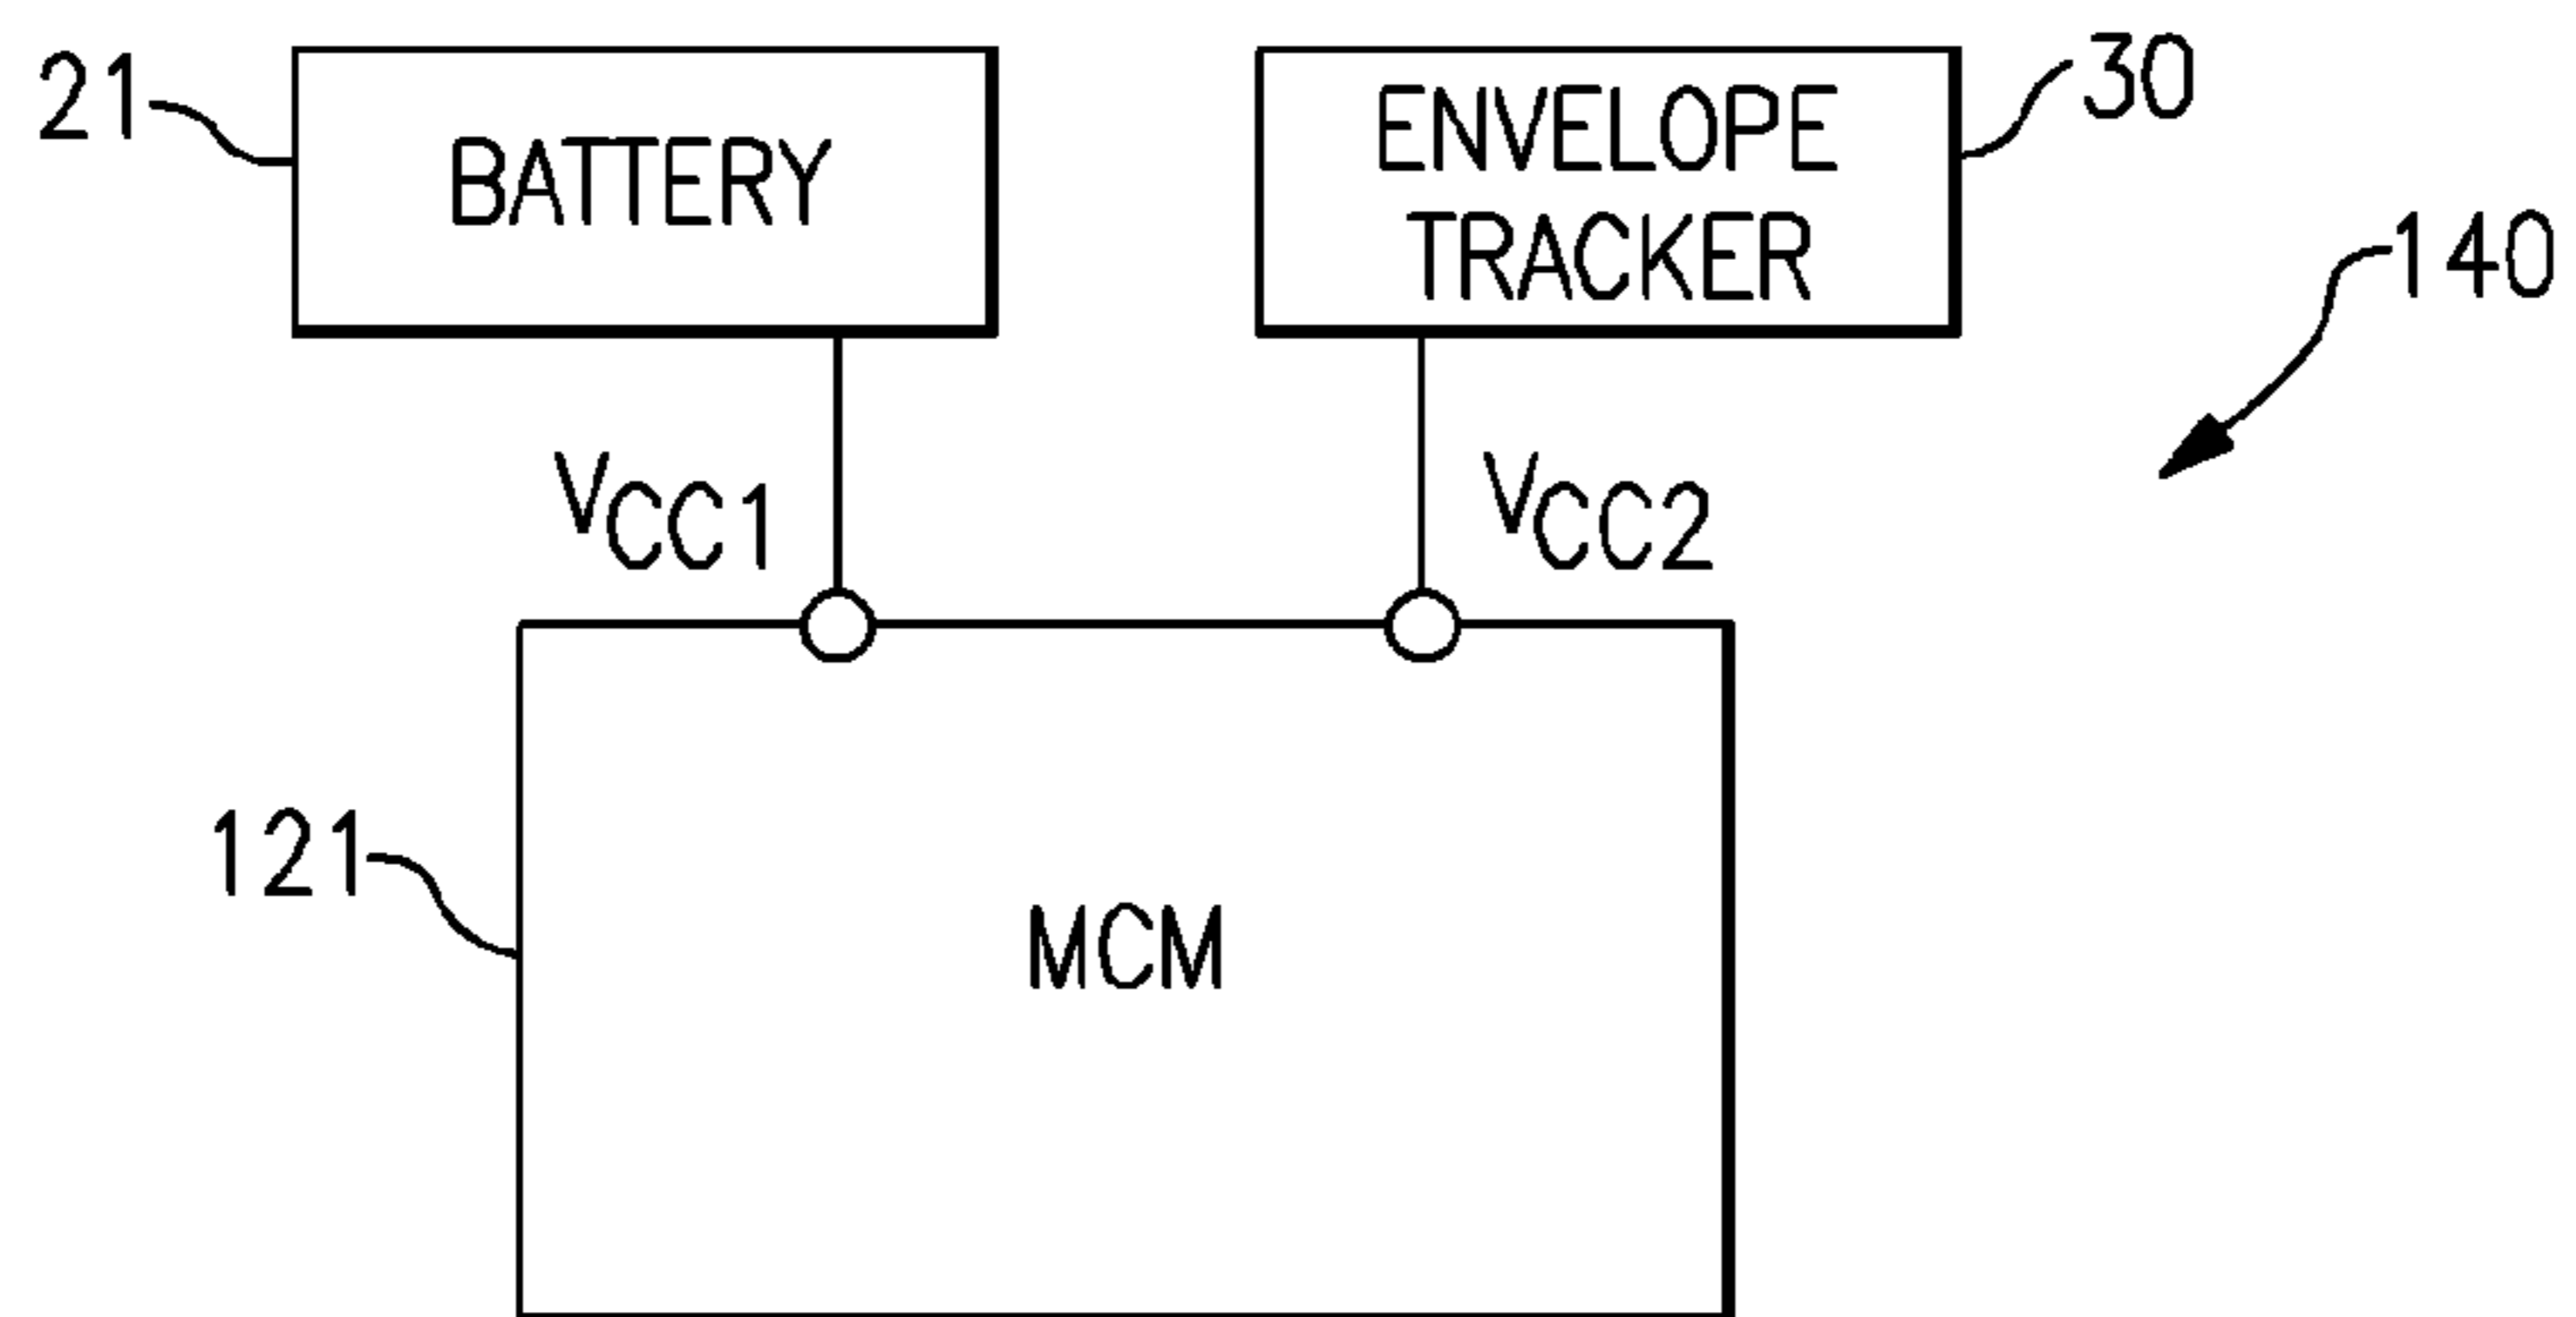 21
BATTERY
ENVELOPE
TRACKER
30
140
VCC1
VCC2
121
MCM